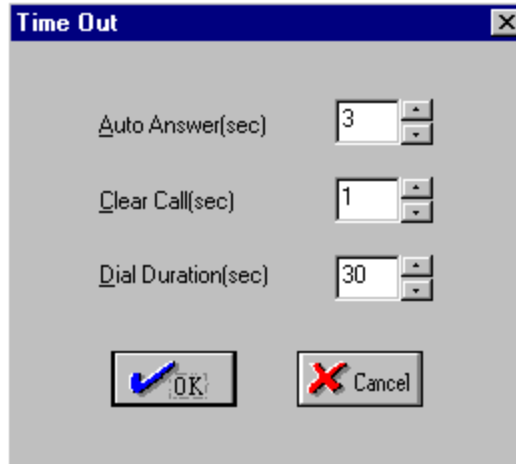 Time Out
Auto Answer(sec) 3
Clear Call(sec) 1
Dial Duration(sec) 30
OK Cancel